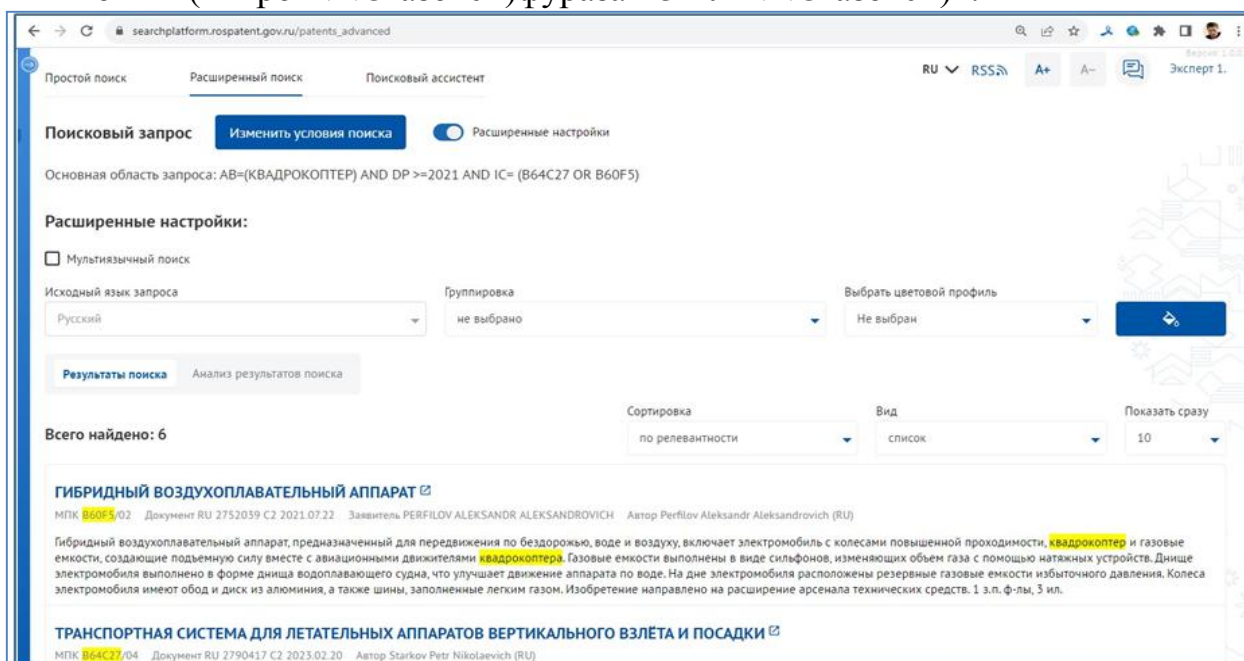 searchplatform.rospatent.gov.ru/patents_advanced
Простой поиск Расширенный поиск Поисковый ассистент RU RSS A+ A- Эксперт 1.
Поисковый запрос Изменить условия поиска Расширенные настройки
Основная область запроса: AB=(КВАДРОКОПТЕР) AND DP >=2021 AND IC= (B64C27 OR B60F5)
Расширенные настройки:
Мультиязычный поиск
Исходный язык запроса Группировка Выбрать цветовой профиль
Русский не выбрано Не выбран
Результаты поиска Анализ результатов поиска
Сортировка Вид Показать сразу
Всего найдено: 6 по релевантности список 10
ГИБРИДНЫЙ ВОЗДУХОПЛАВАТЕЛЬНЫЙ АППАРАТ
МПК B60F5/02 Документ RU 2752039 C2 2021.07.22 Заявитель PERFILOV ALEKSANDR ALEKSANDROVICH Автор Perfilov Aleksandr Aleksandrovich (RU)
Гибридный воздухоплавательный аппарат, предназначенный для передвижения по бездорожью, воде и воздуху, включает электромобиль с колесами повышенной проходимости, квадрокоптер и газовые
емкости, создающие подъемную силу вместе с авиационными движителями квадрокоптера. Газовые емкости выполнены в виде сильфонов, изменяющих объем газа с помощью натяжных устройств. Днище
электромобиля выполнено в форме днища водоплавающего судна, что улучшает движение аппарата по воде. На дне электромобиля расположены резервные газовые емкости избыточного давления. Колеса
электромобиля имеют обод и диск из алюминия, а также шины, заполненные легким газом. Изобретение направлено на расширение арсенала технических средств. 1 з.п. ф-лы, 3 ил.
ТРАНСПОРТНАЯ СИСТЕМА ДЛЯ ЛЕТАТЕЛЬНЫХ АППАРАТОВ ВЕРТИКАЛЬНОГО ВЗЛЁТА И ПОСАДКИ
МПК B64C27/04 Документ RU 2790417 C2 2023.02.20 Автор Starkov Petr Nikolaevich (RU)